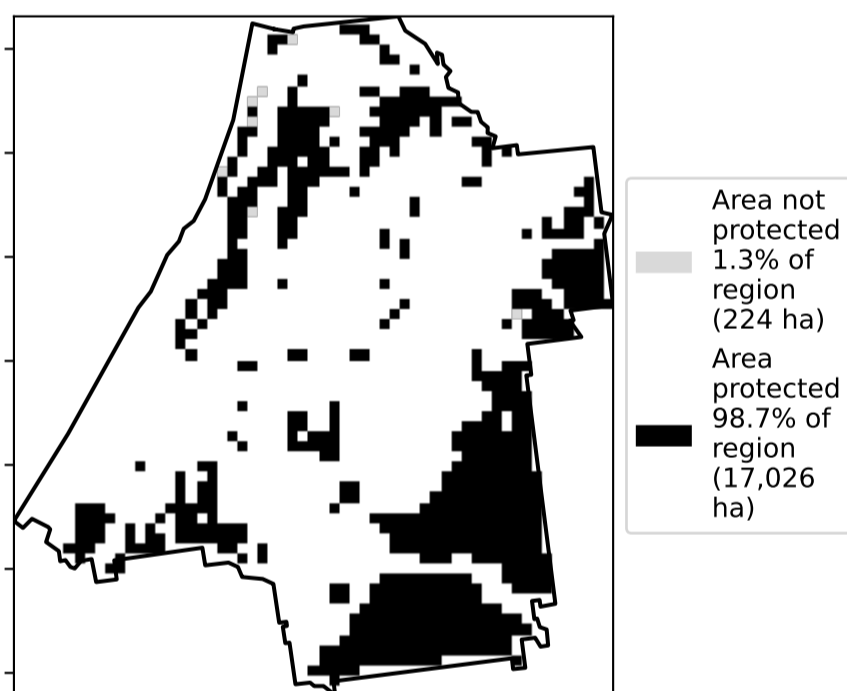 Area not
protected
1.3% of
region
(224 ha)
Area
protected
98.7% of
region
(17,026
ha)